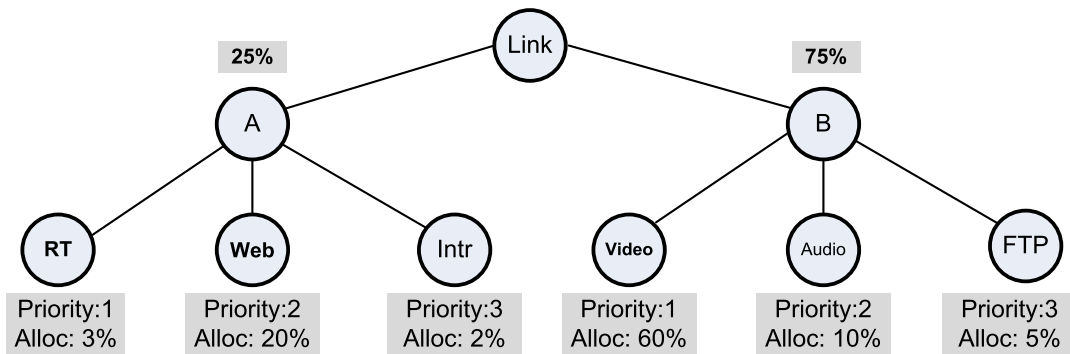 Link
25%
75%
A
B
RT
Web
Intr
Video
Audio
FTP
Priority:1
Alloc: 3%
Priority:2
Alloc: 20%
Priority:3
Alloc: 2%
Priority:1
Alloc: 60%
Priority:2
Alloc: 10%
Priority:3
Alloc: 5%